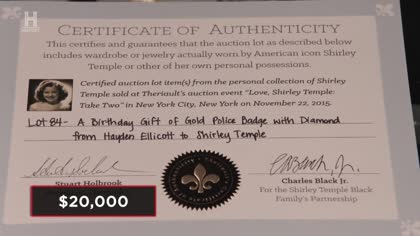 HISTORY
CERTIFICATE OF AUTHENTICITY
This certifies and guarantees that the auction lot as described below
includes wardrobe or jewelry actually worn by American icon Shirley
Temple or other of her own personal possessions.
Certified auction lot item(s) from the personal collection of Shirley
Temple sold at Theriault's auction event "Love, Shirley Temple:
Take Two" in New York City, New York on November 22, 2015.
Lot 84- A Birthday Gift of Gold Police Badge with Diamond
from Hayden Ellicott to Shirley Temple
Stuart Holbrook
Charles Black Jr.
For the Shirley Temple Black
Family's Partnership
$20,000